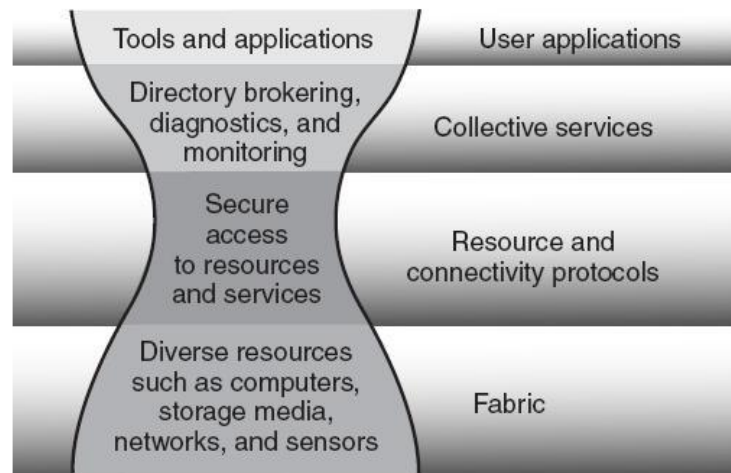 Tools and applications
User applications
Directory brokering,
diagnostics, and
monitoring
Collective services
Secure
access
to resources
and services
Resource and
connectivity protocols
Diverse resources
such as computers,
storage media,
networks, and sensors
Fabric